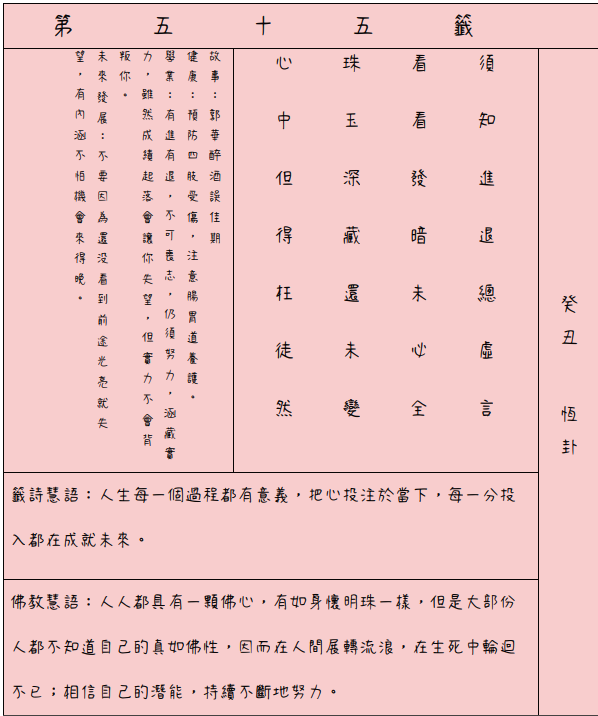 第五十五籤
癸丑 恆卦
須知進退總虛言
看看發暗未必全
珠玉深藏還未變
心中但得枉徒然
故事：郭華醉酒誤佳期
健康：預防四肢受傷，注意腸胃道養護。
學業：有進有退，不可喪志，仍須努力，涵藏實
力，雖然成績起落會讓你失望，但實力不會背
叛你。
未來發展：不要因為還沒看到前途光亮就失
望，有內涵不怕機會來得晚。
籤詩慧語：人生每一個過程都有意義，把心投注於當下，每一分投
入都在成就未來。
佛教慧語：人人都具有一顆佛心，有如身懷明珠一樣，但是大部份
人都不知道自己的真如佛性，因而在人間展轉流浪，在生死中輪迴
不已；相信自己的潛能，持續不斷地努力。